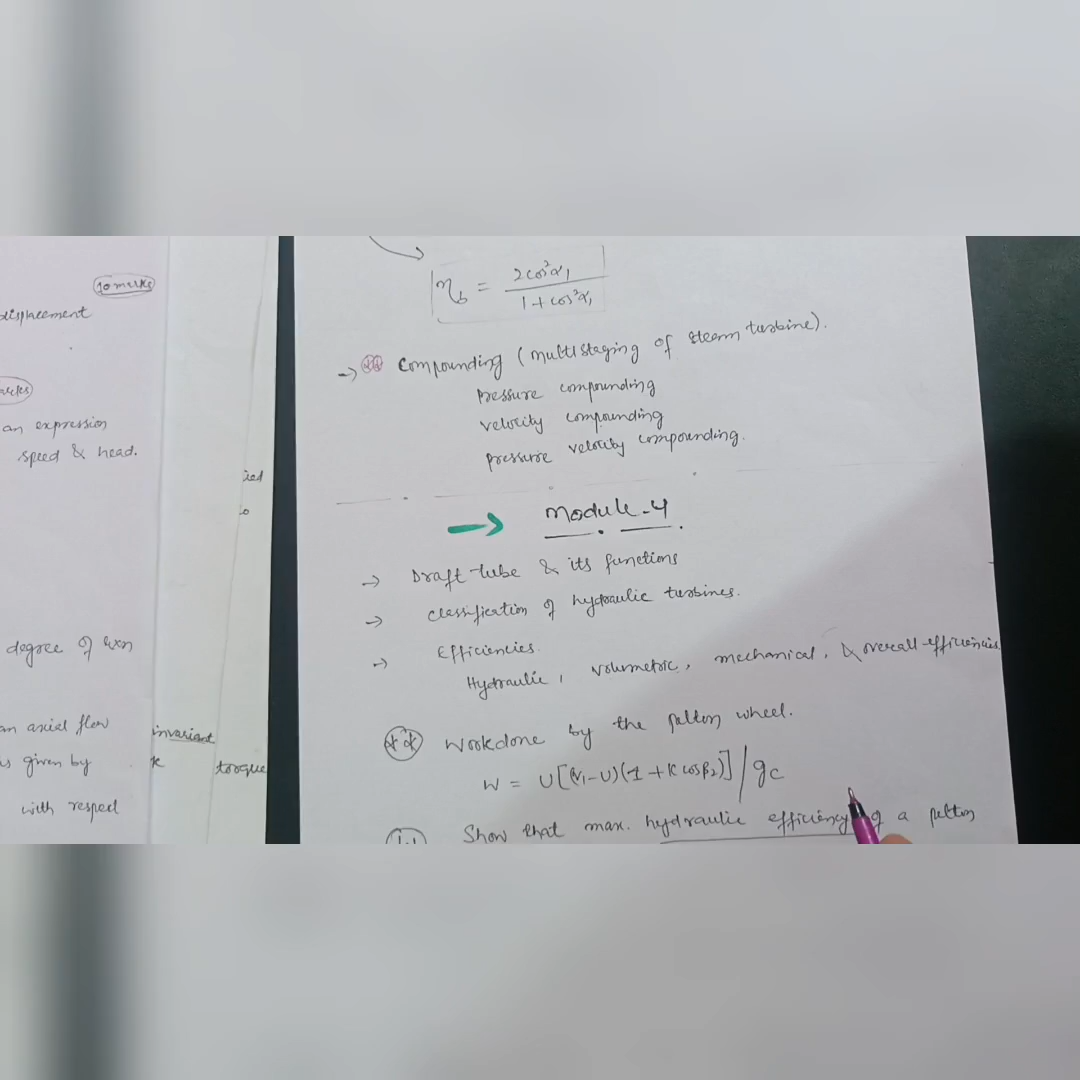 10 marks
displacement
an expression
speed & head.
degree of rxn
an axial flow
is given by
with respect
invariant
torque
ηb = 2cos²α1 / 1 + cos²α1
→ ** Compounding (Multistaging of steam turbine).
pressure compounding
velocity compounding
pressure velocity compounding.
→ Module-4
→ Draft tube & its functions
→ Classification of hydraulic turbines.
→ Efficiencies.
Hydraulic, volumetric, mechanical, & overall efficiencies.
** Workdone by the pelton wheel.
W = U[(V1-U)(1 + K cosβ2)] / gc
Show that max. hydraulic efficiency of a pelton